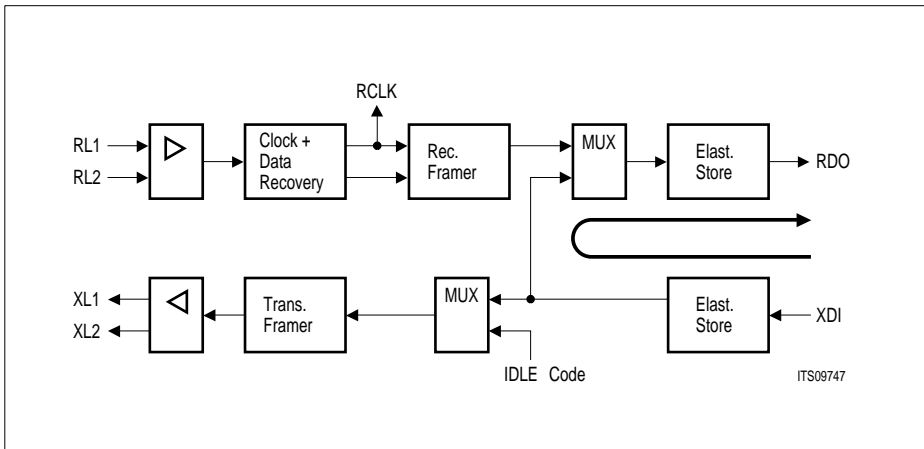 RCLK
RL1
RL2
Clock +
Data
Recovery
Rec.
Framer
MUX
Elast.
Store
RDO
XL1
XL2
Trans.
Framer
MUX
IDLE Code
Elast.
Store
XDI
ITS09747